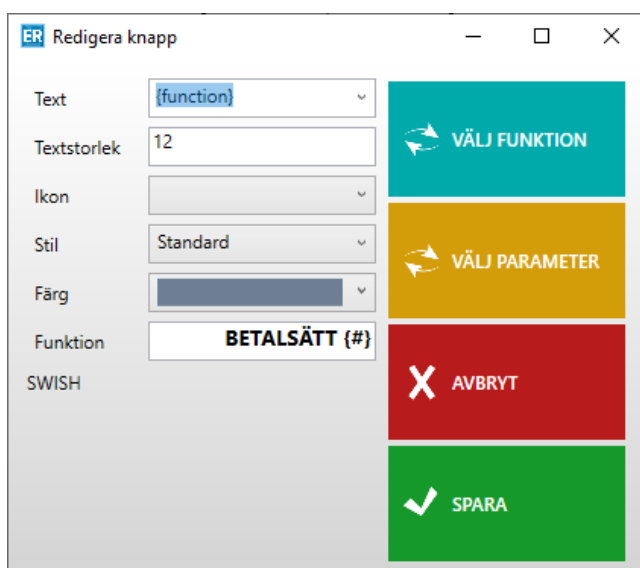 ER Redigera knapp
Text {function}
Textstorlek 12
Ikon
Stil Standard
Färg
Funktion BETALSÄTT {#}
SWISH
VÄLJ FUNKTION
VÄLJ PARAMETER
AVBRYT
SPARA